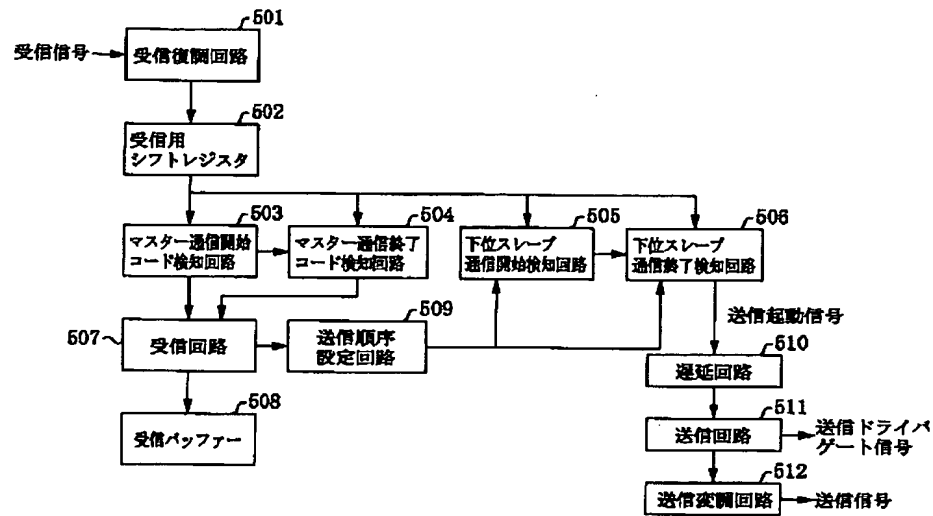 501
受信信号
受信復調回路
502
受信用
シフトレジスタ
503
504
505
506
マスター通信開始
コード検知回路
マスター通信終了
コード検知回路
下位スレーブ
通信開始検知回路
下位スレーブ
通信終了検知回路
507
受信回路
509
送信順序
設定回路
送信起動信号
510
遅延回路
508
受信バッファー
511
送信回路
送信ドライバ
ゲート信号
512
送信変調回路
送信信号